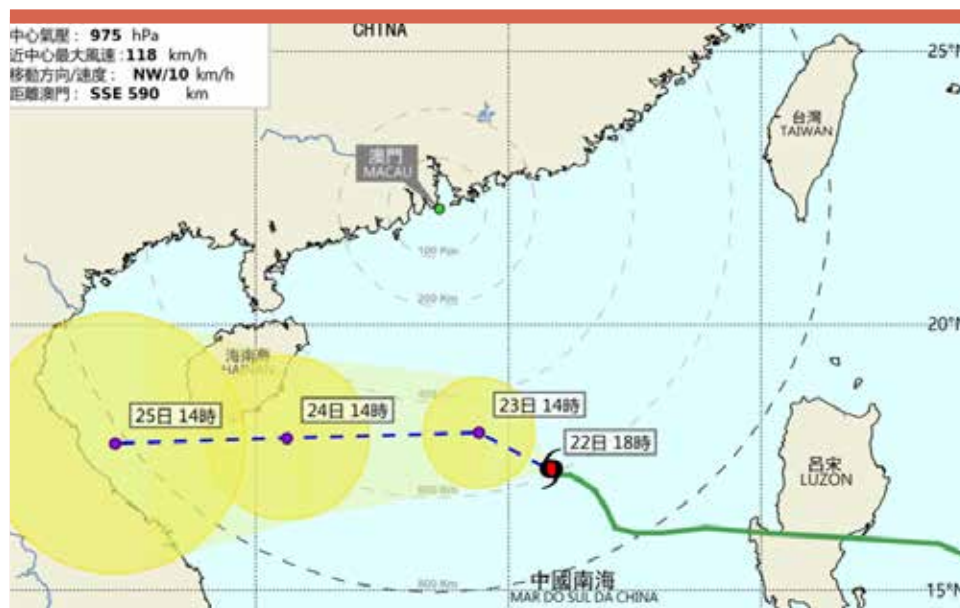 中心氣壓： 975 hPa
近中心最大風速：118 km/h
移動方向/速度： NW/10 km/h
距離澳門： SSE 590 km
CHINA
25°N
台灣
TAIWAN
澳門
MACAU
100 Km
200 Km
20°N
海南島
HAINAN
25日 14時
24日 14時
23日 14時
22日 18時
呂宋
LUZON
800 Km
中國南海
MAR DO SUL DA CHINA
15°N